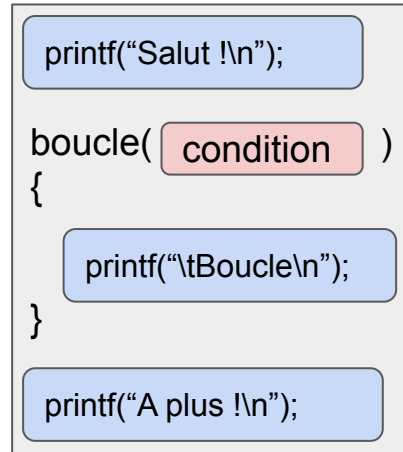 printf(“Salut !\n”);
boucle( condition )
{
printf(“\tBoucle\n”);
}
printf(“A plus !\n”);